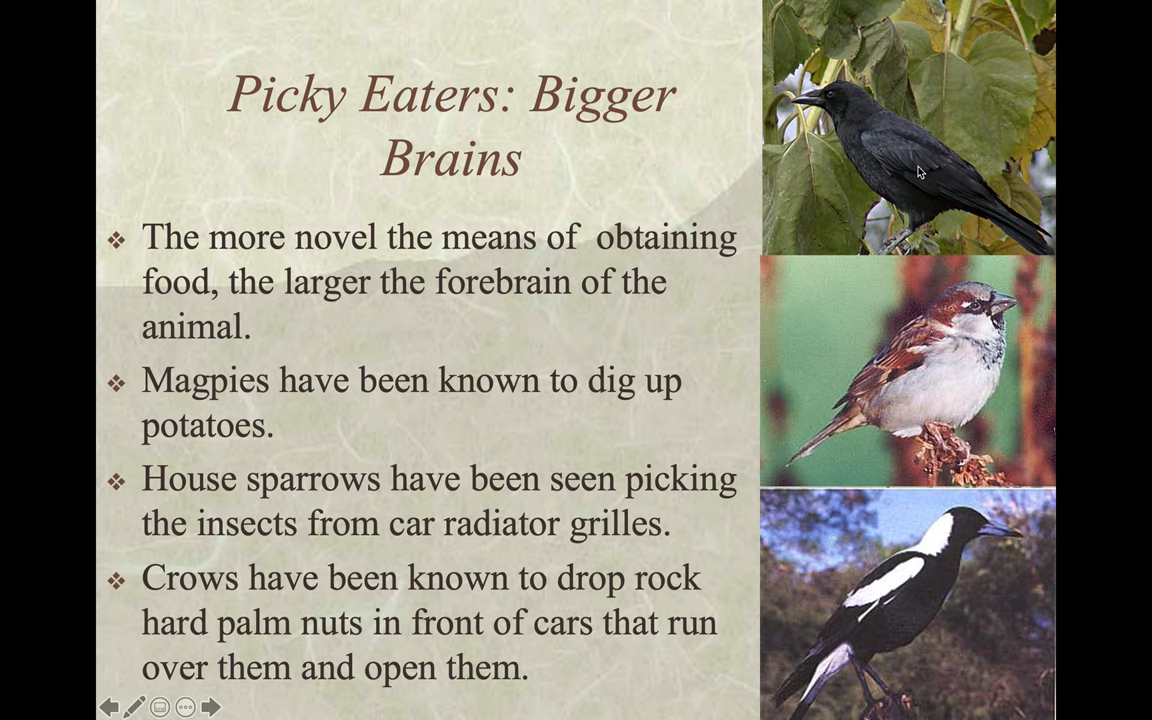 Picky Eaters: Bigger
Brains
The more novel the means of  obtaining
food, the larger the forebrain of the
animal.
Magpies have been known to dig up
potatoes.
House sparrows have been seen picking
the insects from car radiator grilles.
Crows have been known to drop rock
hard palm nuts in front of cars that run
over them and open them.